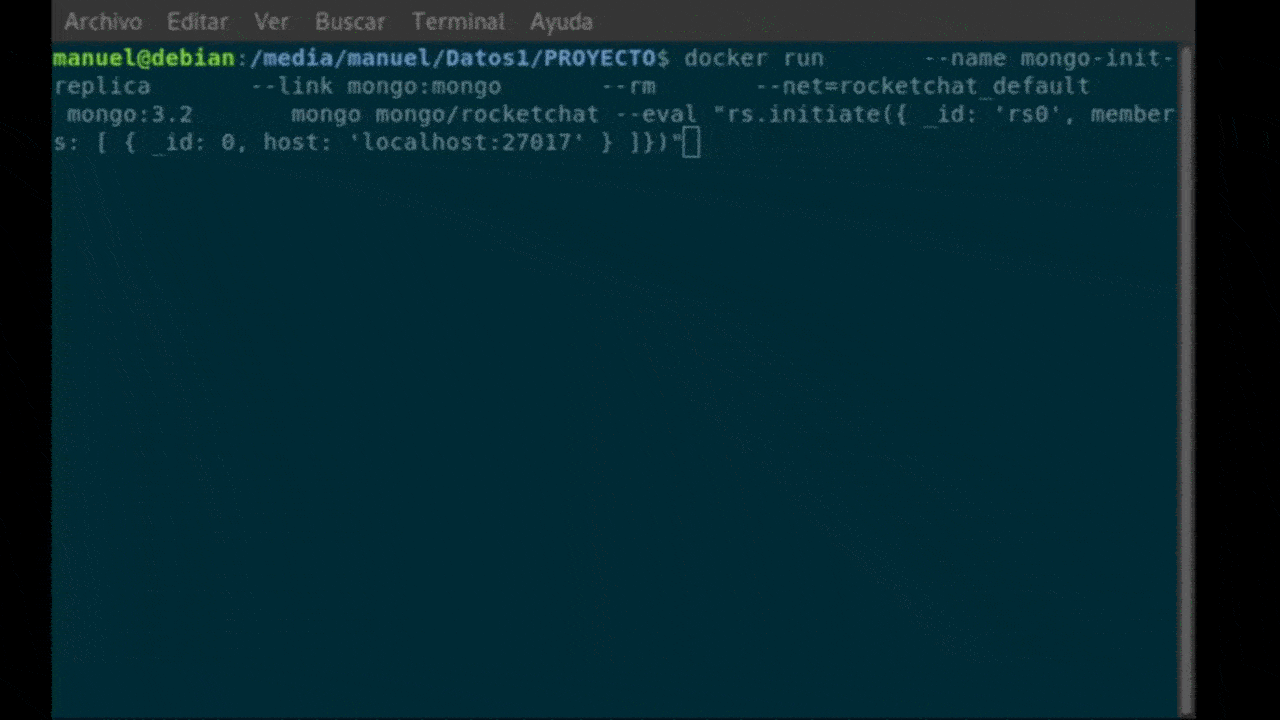 Archivo Editar Ver Buscar Terminal Ayuda
manuel@debian:/media/manuel/Datos1/PROYECTO$ docker run       --name mongo-init-
replica       --link mongo:mongo       --rm       --net=rocketchat_default
 mongo:3.2       mongo mongo/rocketchat --eval "rs.initiate({ _id: 'rs0', member
s: [ { _id: 0, host: 'localhost:27017' } ]})"